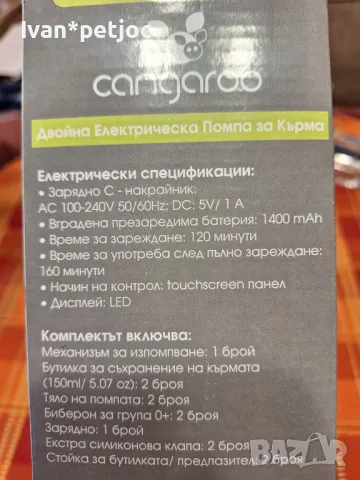 Ivan*petjoc
cangaroo
Двойна Електрическа Помпа за Кърма
Електрически спецификации:
• Зарядно C - накрайник:
AC 100-240V 50/60Hz; DC: 5V/ 1 A
• Вградена презаредима батерия: 1400 mAh
• Време за зареждане: 120 минути
• Време за употреба след пълно зареждане:
160 минути
• Начин на контрол: touchscreen панел
• Дисплей: LED
Комплектът включва:
Механизъм за изпомпване: 1 брой
Бутилка за съхранение на кърмата
(150ml/ 5.07 oz): 2 броя
Тяло на помпата: 2 броя
Биберон за група 0+: 2 броя
Зарядно: 1 брой
Екстра силиконова клапа: 2 броя
Стойка за бутилката/ предпазител: 2 броя
bazar